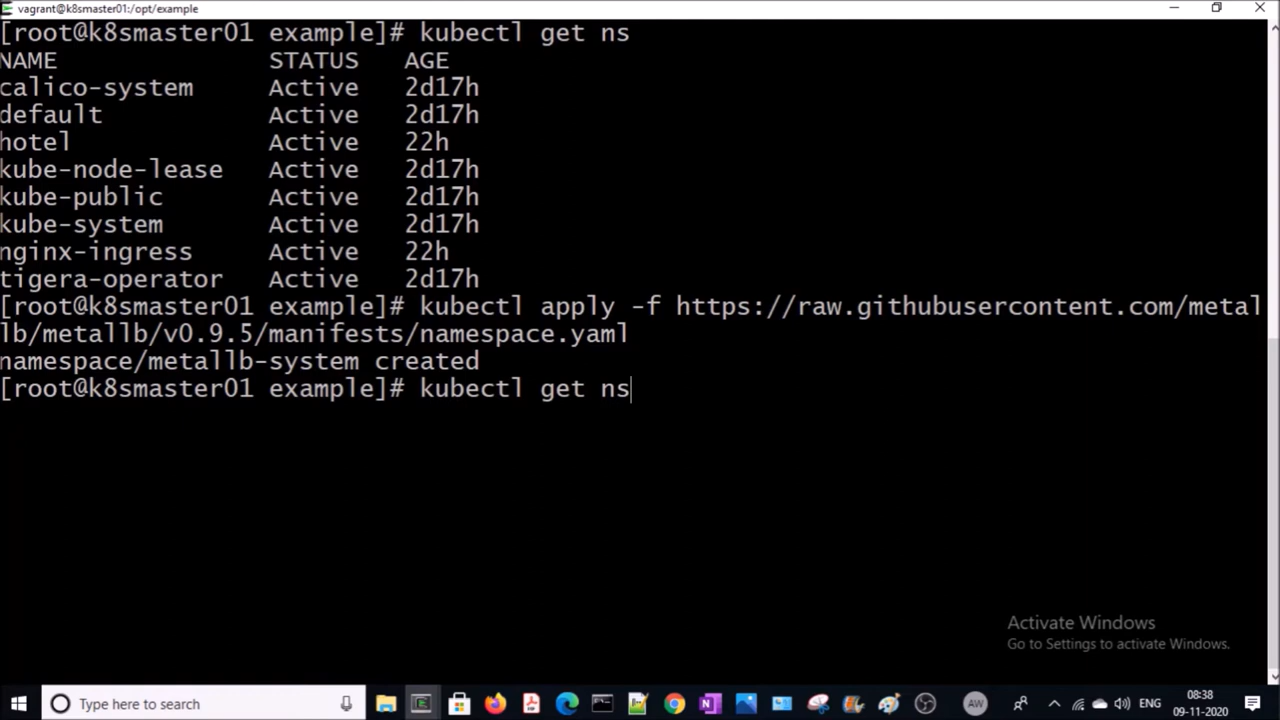 vagrant@k8smaster01:/opt/example
[root@k8smaster01 example]# kubectl get ns
NAME STATUS AGE
calico-system Active 2d17h
default Active 2d17h
hotel Active 22h
kube-node-lease Active 2d17h
kube-public Active 2d17h
kube-system Active 2d17h
nginx-ingress Active 22h
tigera-operator Active 2d17h
[root@k8smaster01 example]# kubectl apply -f https://raw.githubusercontent.com/metal
lb/metallb/v0.9.5/manifests/namespace.yaml
namespace/metallb-system created
[root@k8smaster01 example]# kubectl get ns
Activate Windows
Go to Settings to activate Windows.
Type here to search
AW
ENG
08:38
09-11-2020